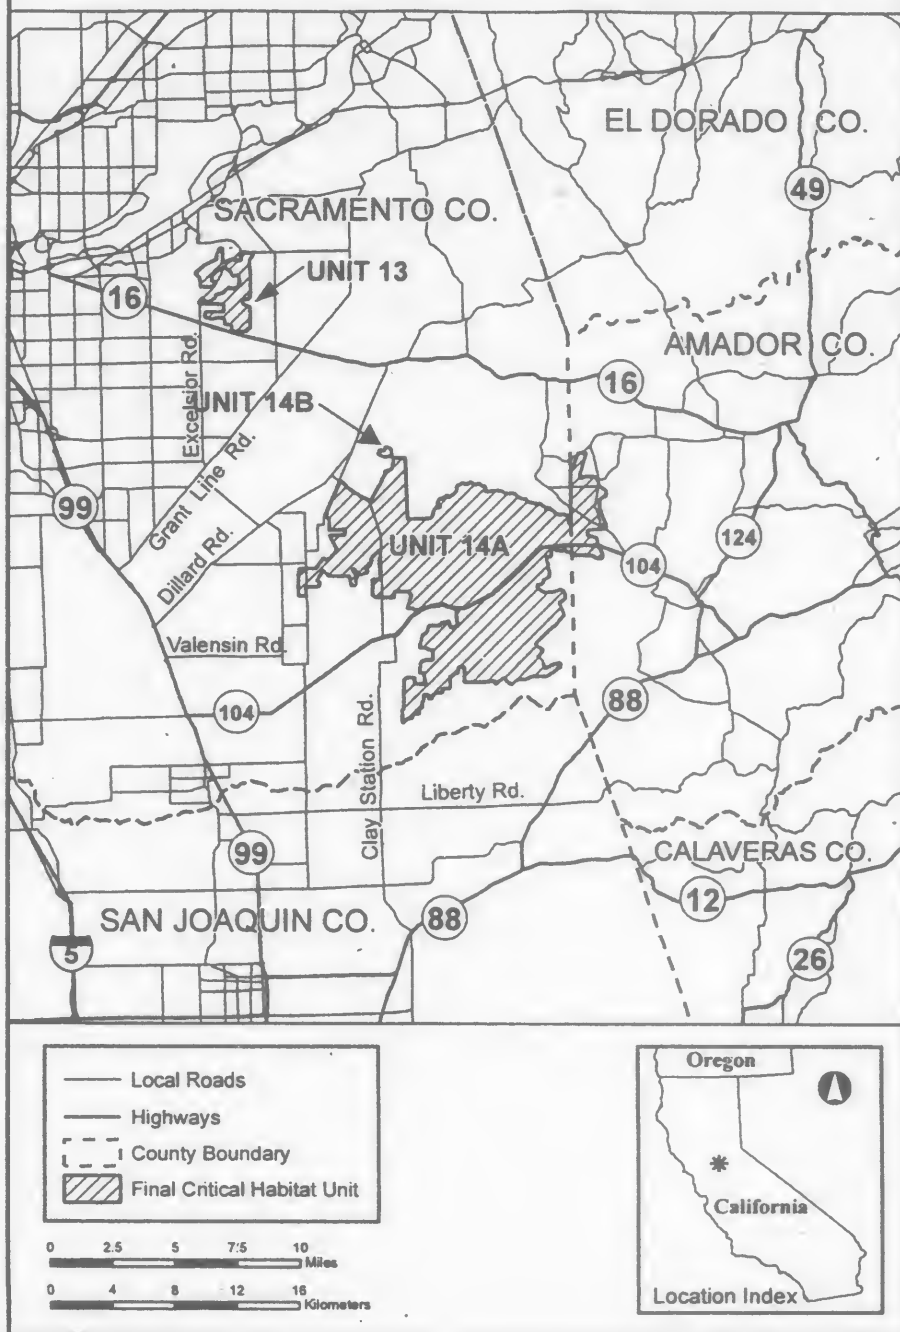 EL DORADO CO.
49
SACRAMENTO CO.
UNIT 13
16
AMADOR CO.
Excelsior Rd.
16
UNIT 14B
Grant Line Rd.
99
Dillard Rd.
UNIT 14A
124
104
Valensin Rd.
88
104
Clay Station Rd.
Liberty Rd.
99
CALAVERAS CO.
12
SAN JOAQUIN CO.
88
5
26
Local Roads
Highways
County Boundary
Final Critical Habitat Unit
0 2.5 5 7.5 10
Miles
0 4 8 12 16
Kilometers
Oregon
California
Location Index